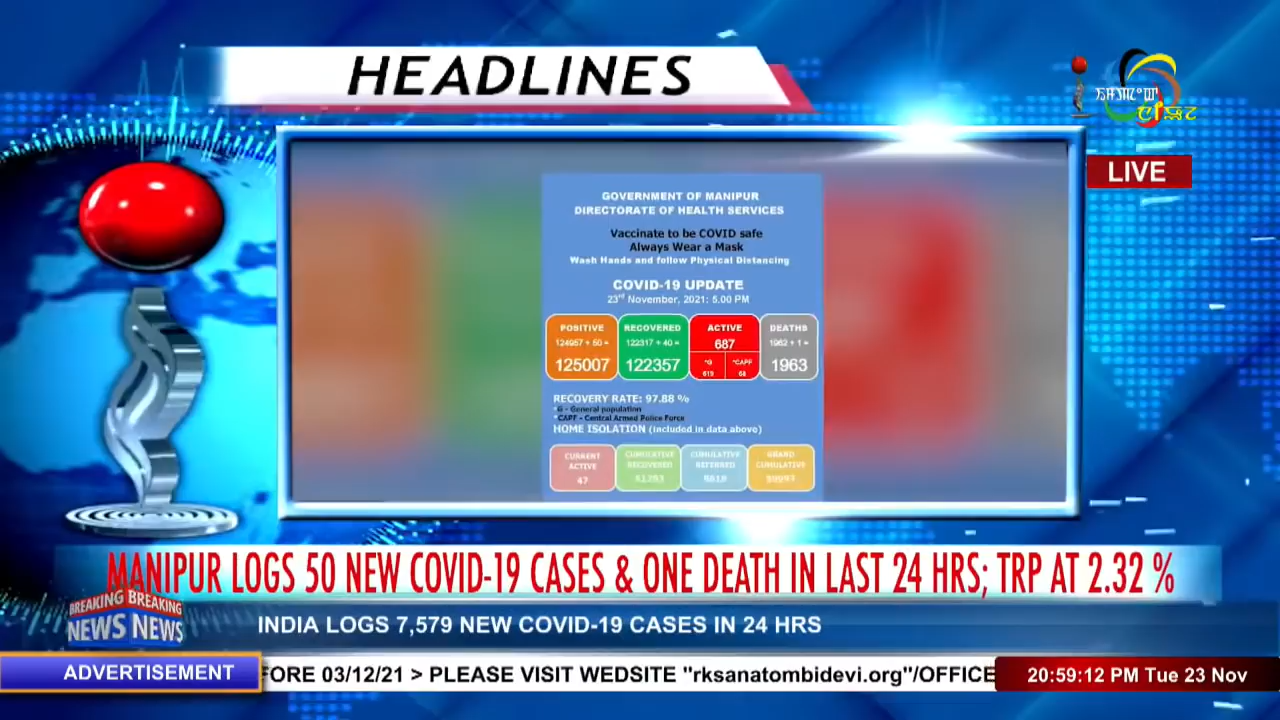 HEADLINES
LIVE
GOVERNMENT OF MANIPUR
DIRECTORATE OF HEALTH SERVICES
Vaccinate to be COVID safe
Always Wear a Mask
Wash Hands and follow Physical Distancing
COVID-19 UPDATE
23rd November, 2021: 5.00 PM
POSITIVE
124957 + 50 =
125007
RECOVERED
122317 + 40 =
122357
ACTIVE
687
*G
619
*CAPF
68
DEATHS
1962 + 1 =
1963
RECOVERY RATE: 97.88 %
*G - General population
*CAPF - Central Armed Police Force
HOME ISOLATION (included in data above)
CURRENT
ACTIVE
47
CUMULATIVE
RECOVERED
CUMULATIVE
REFERRED
GRAND
CUMULATIVE
MANIPUR LOGS 50 NEW COVID-19 CASES & ONE DEATH IN LAST 24 HRS; TRP AT 2.32 %
BREAKING BREAKING
NEWS NEWS
INDIA LOGS 7,579 NEW COVID-19 CASES IN 24 HRS
ADVERTISEMENT
FORE 03/12/21 > PLEASE VISIT WEDSITE "rksanatombidevi.org"/OFFICE
20:59:12 PM Tue 23 Nov